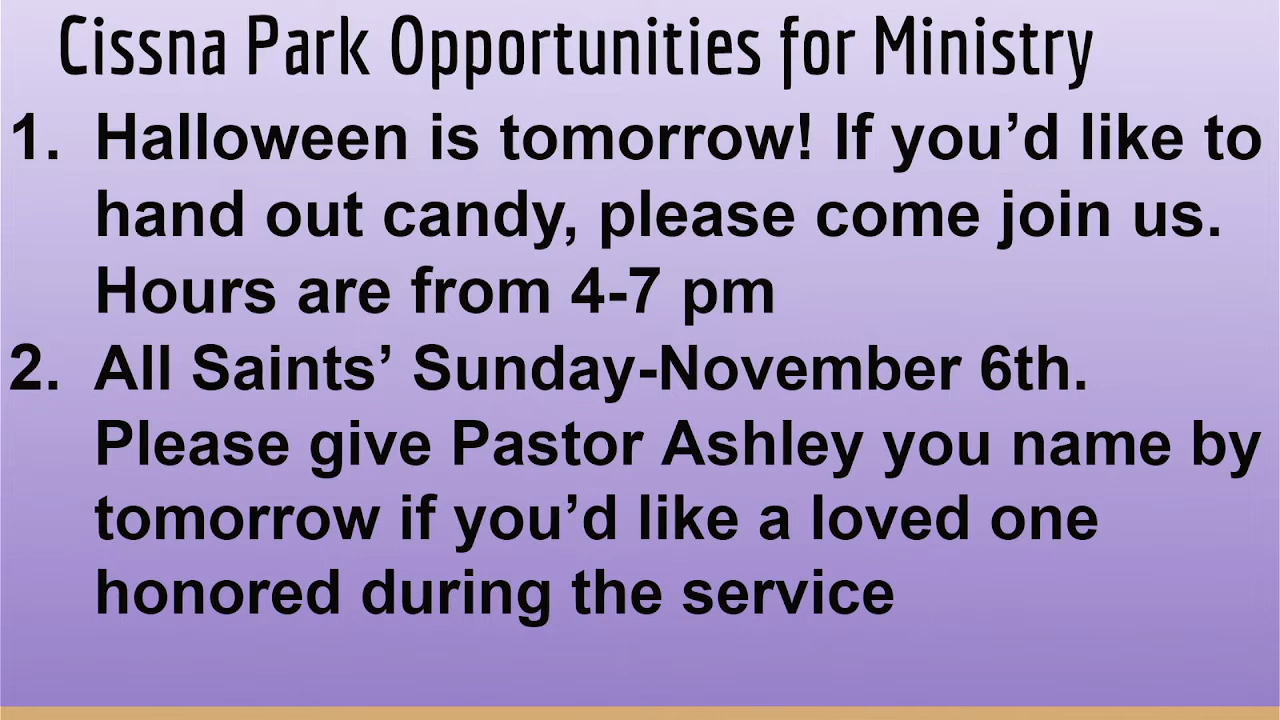 Cissna Park Opportunities for Ministry
1. Halloween is tomorrow! If you’d like to
hand out candy, please come join us.
Hours are from 4-7 pm
2. All Saints’ Sunday-November 6th.
Please give Pastor Ashley you name by
tomorrow if you’d like a loved one
honored during the service